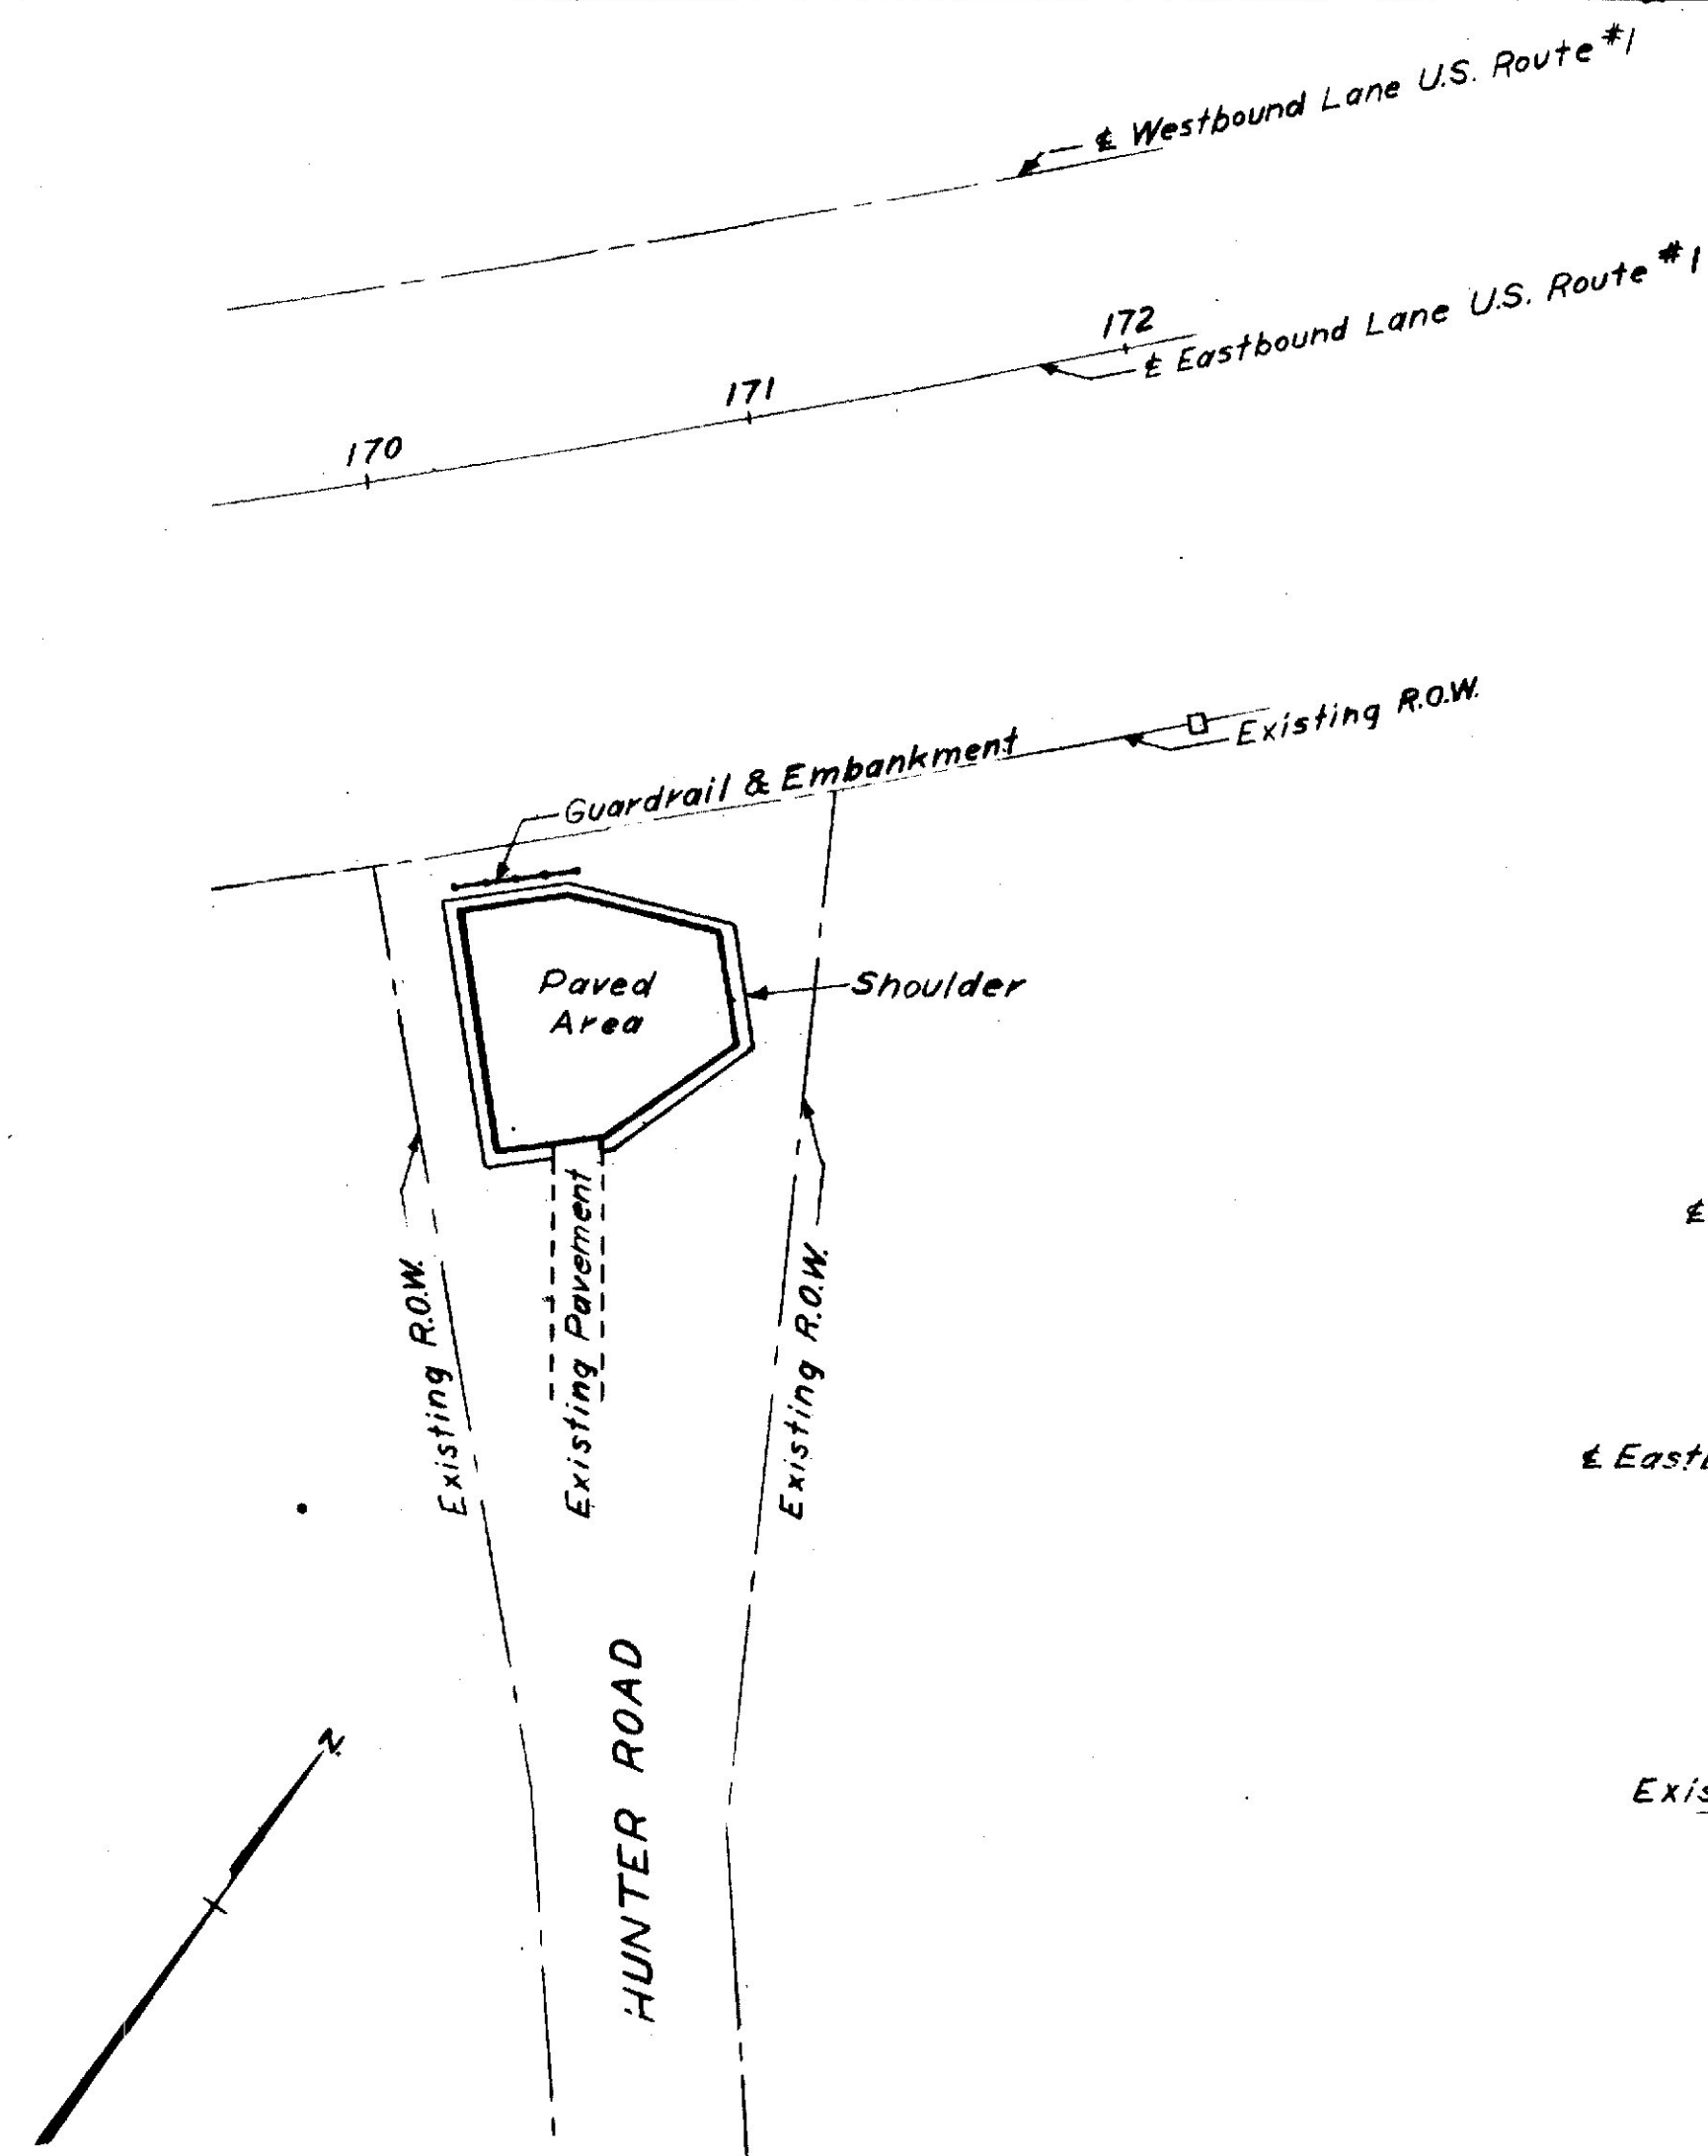 ℄ Westbound Lane U.S. Route #1
℄ Eastbound Lane U.S. Route #1
172
171
170
Existing R.O.W.
Guardrail & Embankment
Paved
Area
Shoulder
Existing Pavement
Existing R.O.W.
Existing R.O.W.
HUNTER ROAD
N.
℄
℄ Eastb
Exis